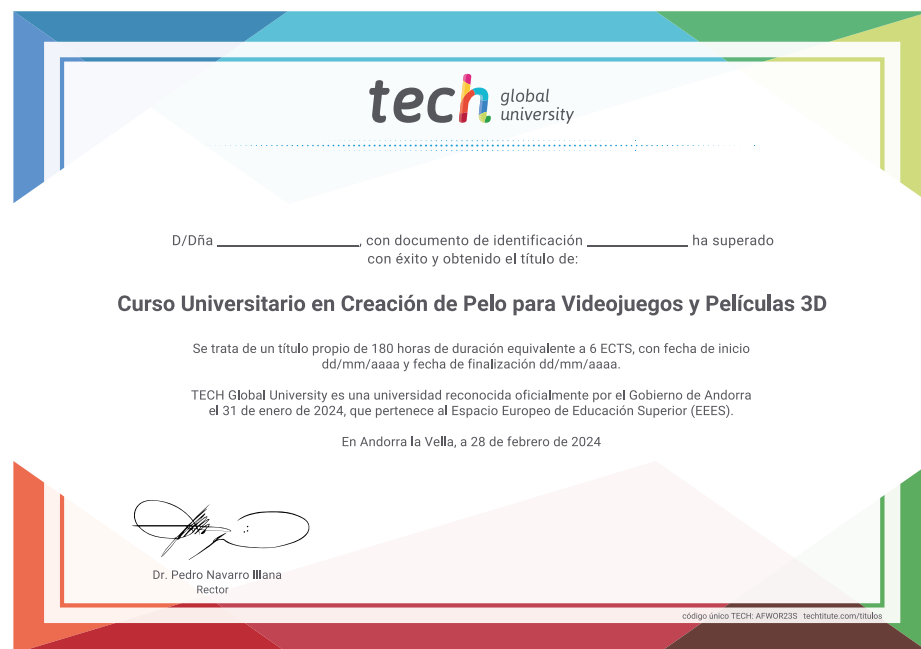 tech global university
D/Dña ____________________, con documento de identificación ______________ ha superado
con éxito y obtenido el título de:
Curso Universitario en Creación de Pelo para Videojuegos y Películas 3D
Se trata de un título propio de 180 horas de duración equivalente a 6 ECTS, con fecha de inicio
dd/mm/aaaa y fecha de finalización dd/mm/aaaa.
TECH Global University es una universidad reconocida oficialmente por el Gobierno de Andorra
el 31 de enero de 2024, que pertenece al Espacio Europeo de Educación Superior (EEES).
En Andorra la Vella, a 28 de febrero de 2024
Dr. Pedro Navarro Illana
Rector
código único TECH: AFWOR23S techtitute.com/titulos